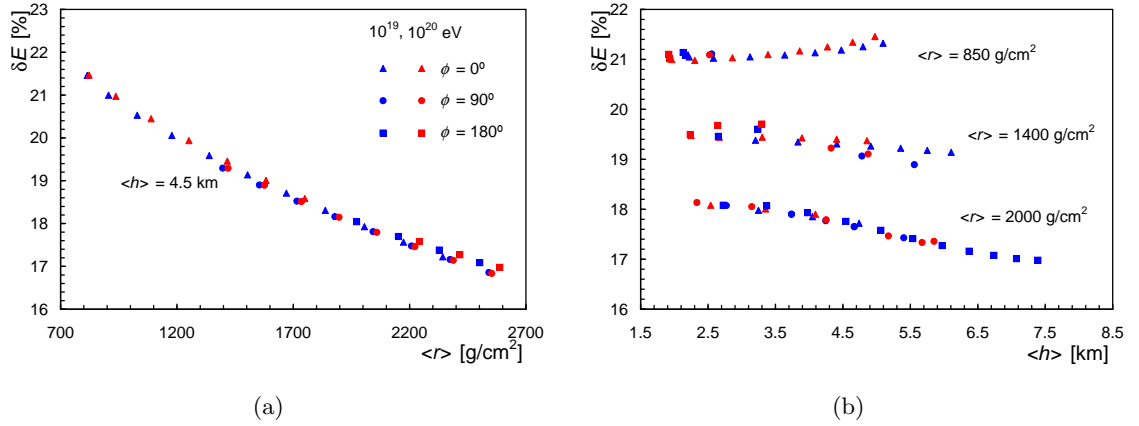 δE [%]
23
22
21
20
19
18
17
16
10¹⁹, 10²⁰ eV
ϕ = 0º
ϕ = 90º
ϕ = 180º
<h> = 4.5 km
700 1200 1700 2200 2700
<r> [g/cm²]
(a)
δE [%]
22
21
20
19
18
17
16
<r> = 850 g/cm²
<r> = 1400 g/cm²
<r> = 2000 g/cm²
1.5 2.5 3.5 4.5 5.5 6.5 7.5 8.5
<h> [km]
(b)